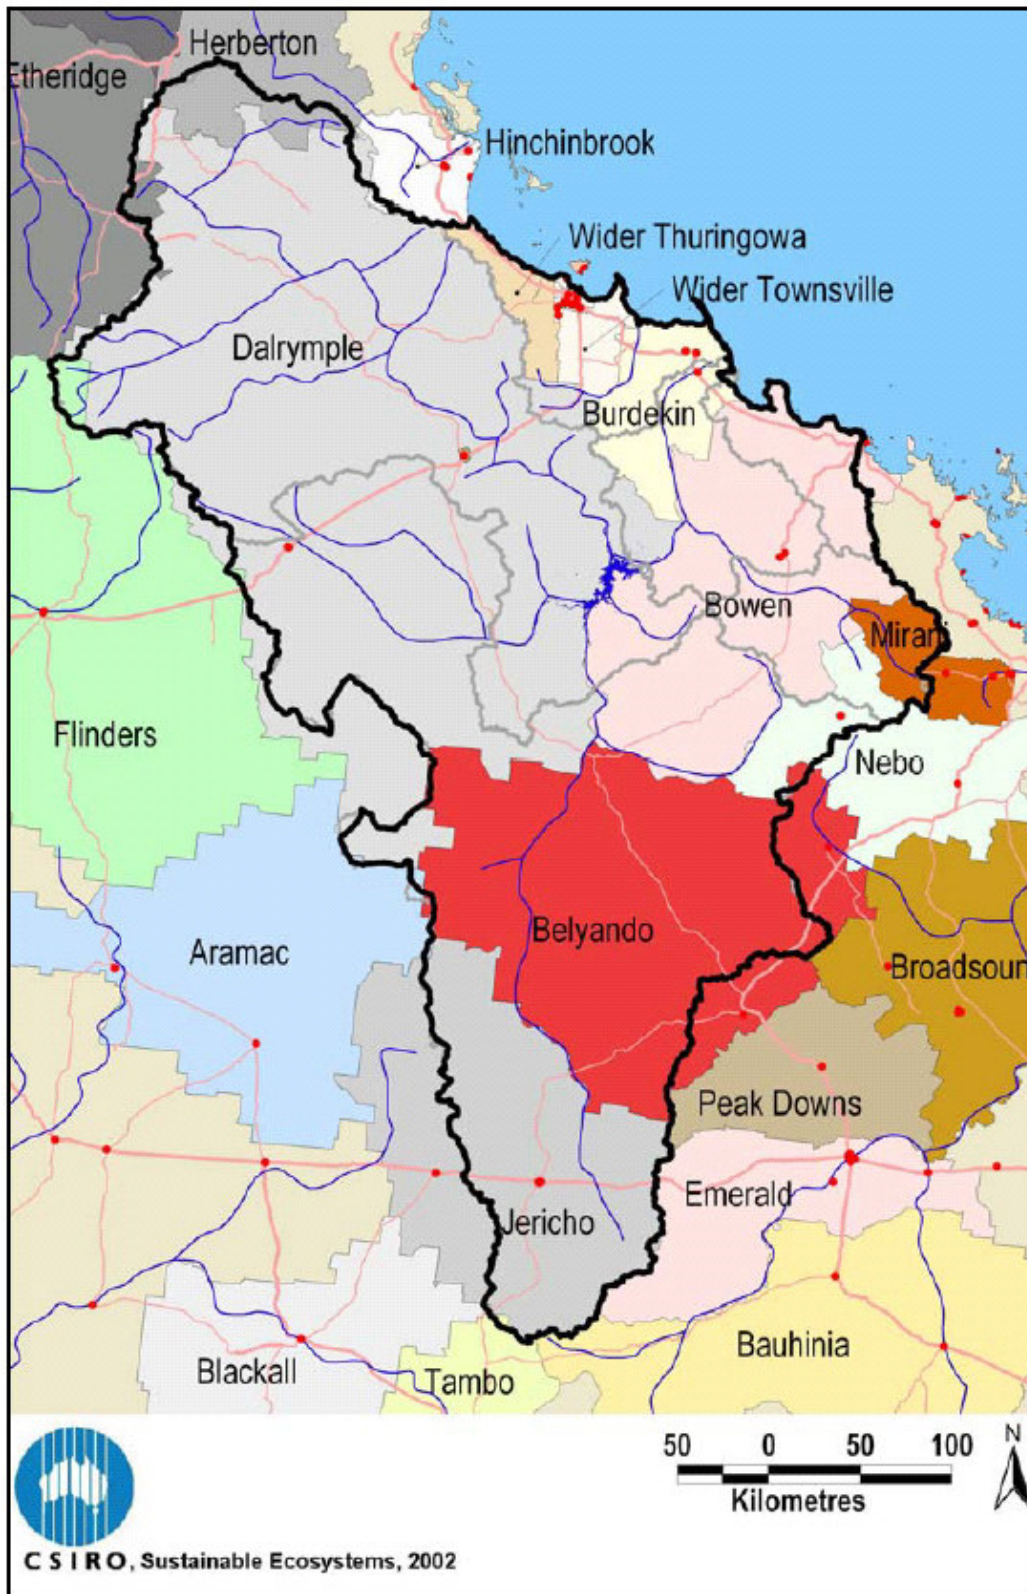 Herberton
Etheridge
Hinchinbrook
Wider Thuringowa
Wider Townsville
Dalrymple
Burdekin
Bowen
Mirani
Flinders
Nebo
Belyando
Aramac
Broadsoun
Peak Downs
Emerald
Jericho
Bauhinia
Blackall
Tambo
50 0 50 100
Kilometres
N
CSIRO, Sustainable Ecosystems, 2002